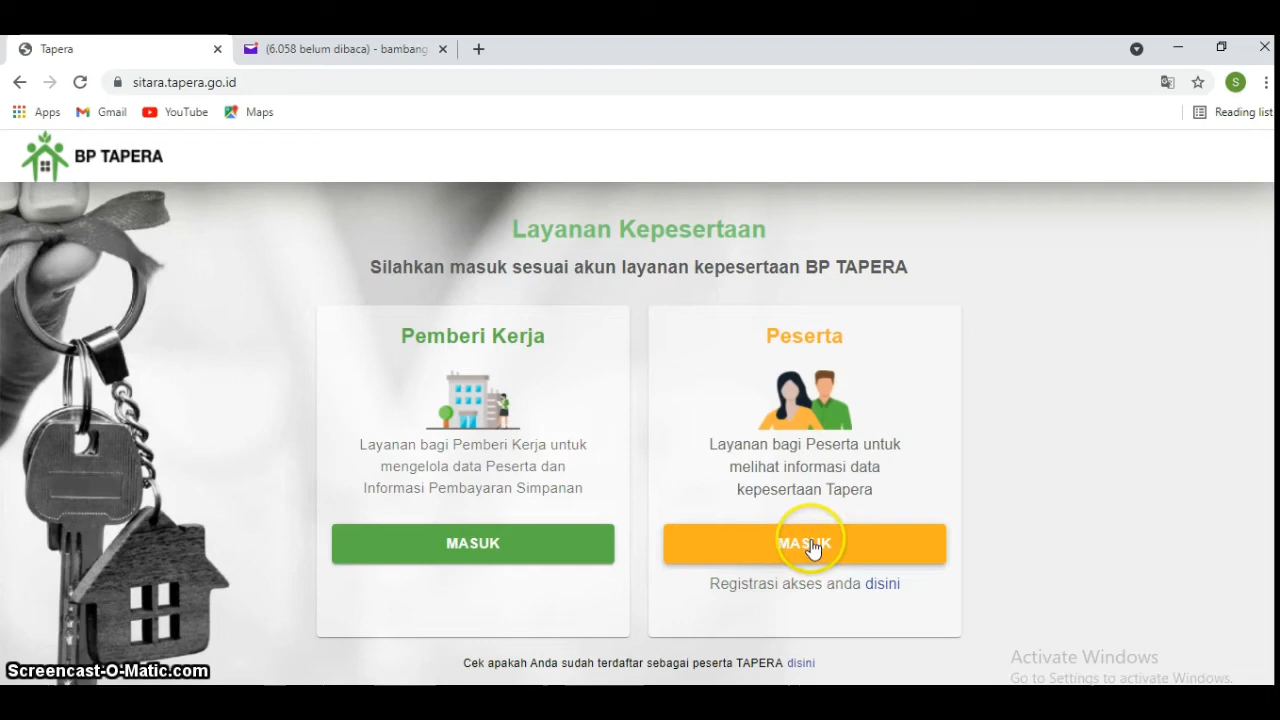 Tapera
(6.058 belum dibaca) - bambang
sitara.tapera.go.id
S
Apps
Gmail
YouTube
Maps
Reading list
BP TAPERA
Layanan Kepesertaan
Silahkan masuk sesuai akun layanan kepesertaan BP TAPERA
Pemberi Kerja
Layanan bagi Pemberi Kerja untuk
mengelola data Peserta dan
Informasi Pembayaran Simpanan
MASUK
Peserta
Layanan bagi Peserta untuk
melihat informasi data
kepesertaan Tapera
MASUK
Registrasi akses anda disini
Cek apakah Anda sudah terdaftar sebagai peserta TAPERA disini
Activate Windows
Go to Settings to activate Windows.
Screencast-O-Matic.com